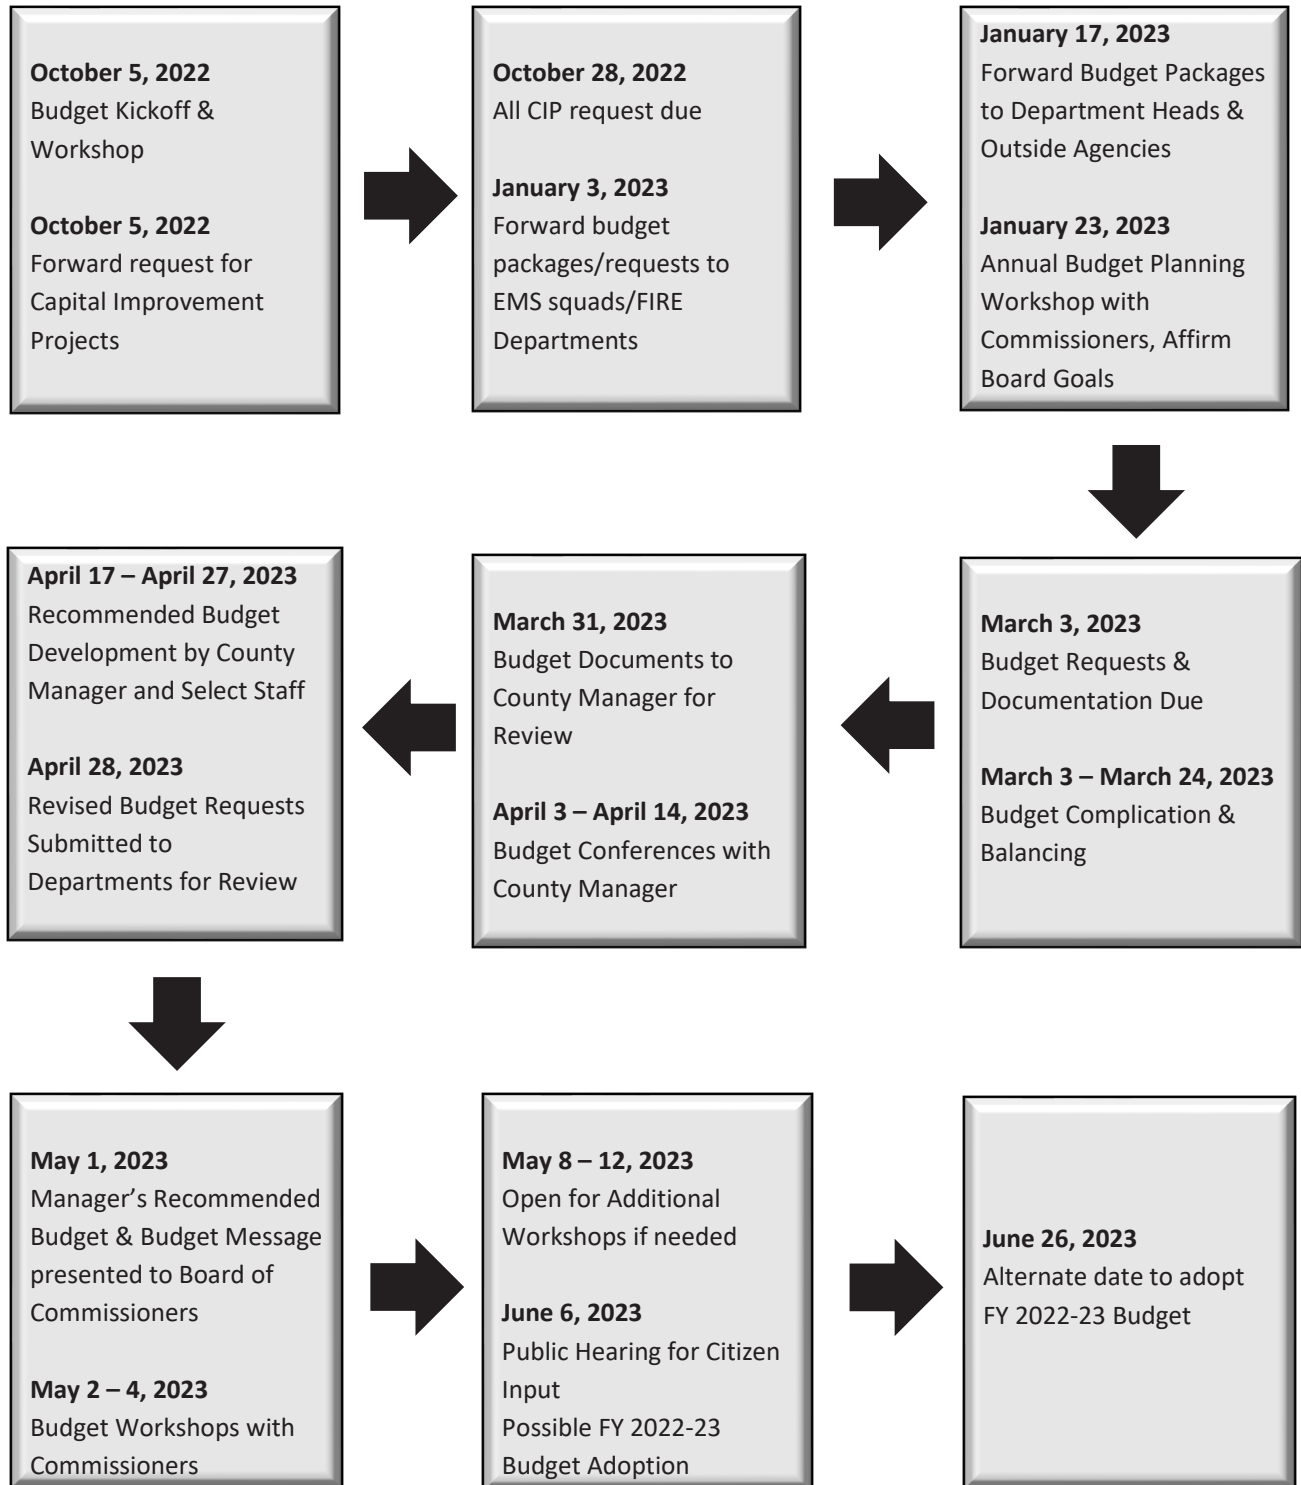 October 5, 2022
Budget Kickoff &
Workshop
October 5, 2022
Forward request for
Capital Improvement
Projects
October 28, 2022
All CIP request due
January 3, 2023
Forward budget
packages/requests to
EMS squads/FIRE
Departments
January 17, 2023
Forward Budget Packages
to Department Heads &
Outside Agencies
January 23, 2023
Annual Budget Planning
Workshop with
Commissioners, Affirm
Board Goals
March 3, 2023
Budget Requests &
Documentation Due
March 3 – March 24, 2023
Budget Complication &
Balancing
March 31, 2023
Budget Documents to
County Manager for
Review
April 3 – April 14, 2023
Budget Conferences with
County Manager
April 17 – April 27, 2023
Recommended Budget
Development by County
Manager and Select Staff
April 28, 2023
Revised Budget Requests
Submitted to
Departments for Review
May 1, 2023
Manager’s Recommended
Budget & Budget Message
presented to Board of
Commissioners
May 2 – 4, 2023
Budget Workshops with
Commissioners
May 8 – 12, 2023
Open for Additional
Workshops if needed
June 6, 2023
Public Hearing for Citizen
Input
Possible FY 2022-23
Budget Adoption
June 26, 2023
Alternate date to adopt
FY 2022-23 Budget